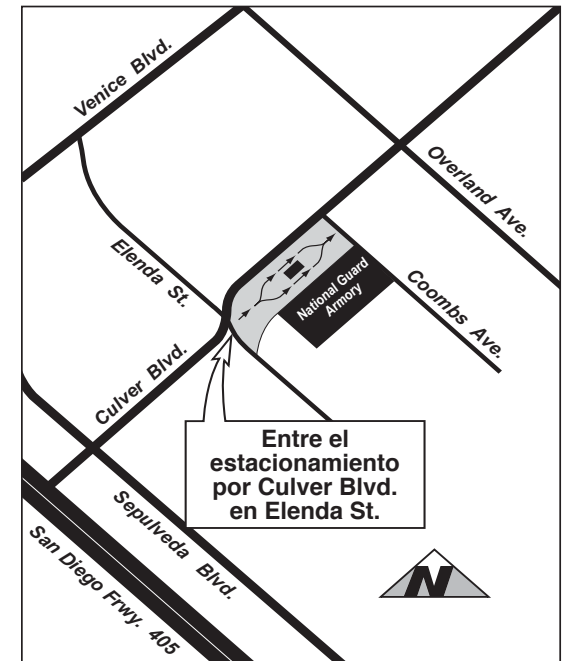 Venice Blvd.
Overland Ave.
Elenda St.
National Guard
Armory
Coombs Ave.
Culver Blvd.
Entre el
estacionamiento
por Culver Blvd.
en Elenda St.
Sepulveda Blvd.
San Diego Frwy. 405
N